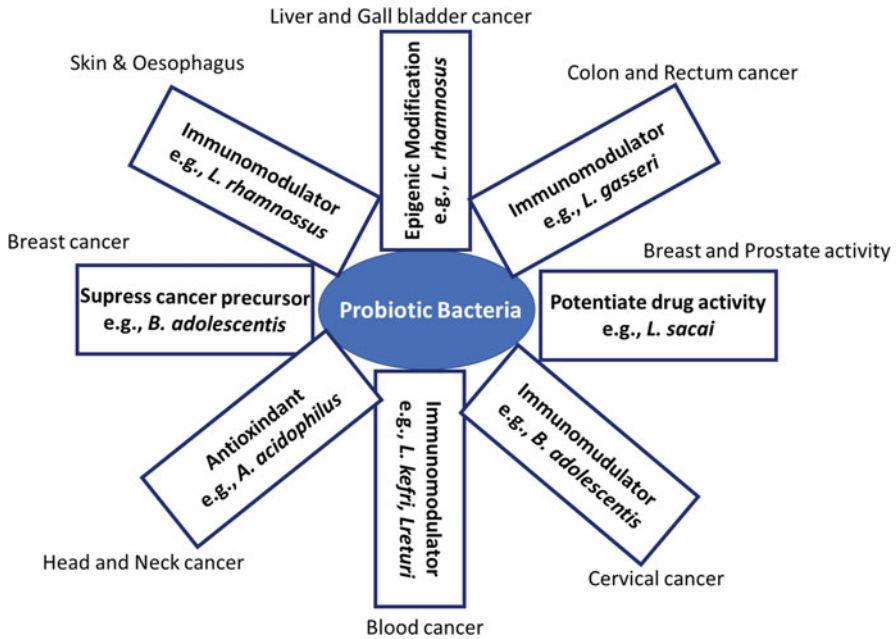 Liver and Gall bladder cancer
Epigenic Modification
e.g., L. rhamnosus
Colon and Rectum cancer
Immunomodulator
e.g., L. gasseri
Breast and Prostate activity
Potentiate drug activity
e.g., L. sacai
Immunomudulator
e.g., B. adolescentis
Cervical cancer
Immunomodulator
e.g., L. kefri, Lreturi
Blood cancer
Antioxindant
e.g., A. acidophilus
Head and Neck cancer
Breast cancer
Supress cancer precursor
e.g., B. adolescentis
Skin & Oesophagus
Immunomodulator
e.g., L. rhamnossus
Probiotic Bacteria